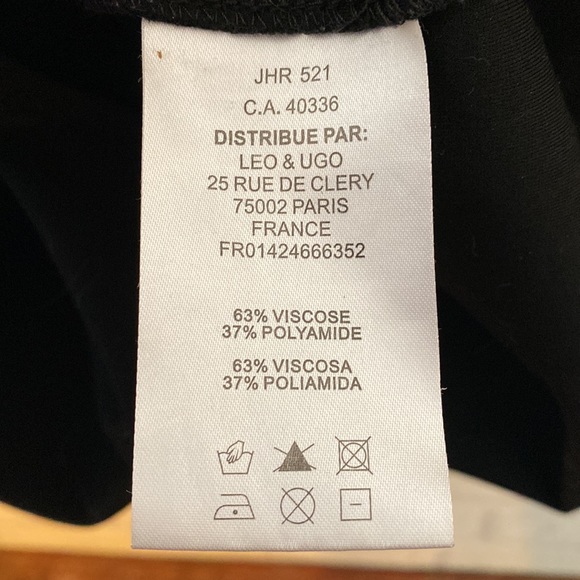 JHR 521
C.A. 40336
DISTRIBUE PAR:
LEO & UGO
25 RUE DE CLERY
75002 PARIS
FRANCE
FR01424666352
63% VISCOSE
37% POLYAMIDE
63% VISCOSA
37% POLIAMIDA